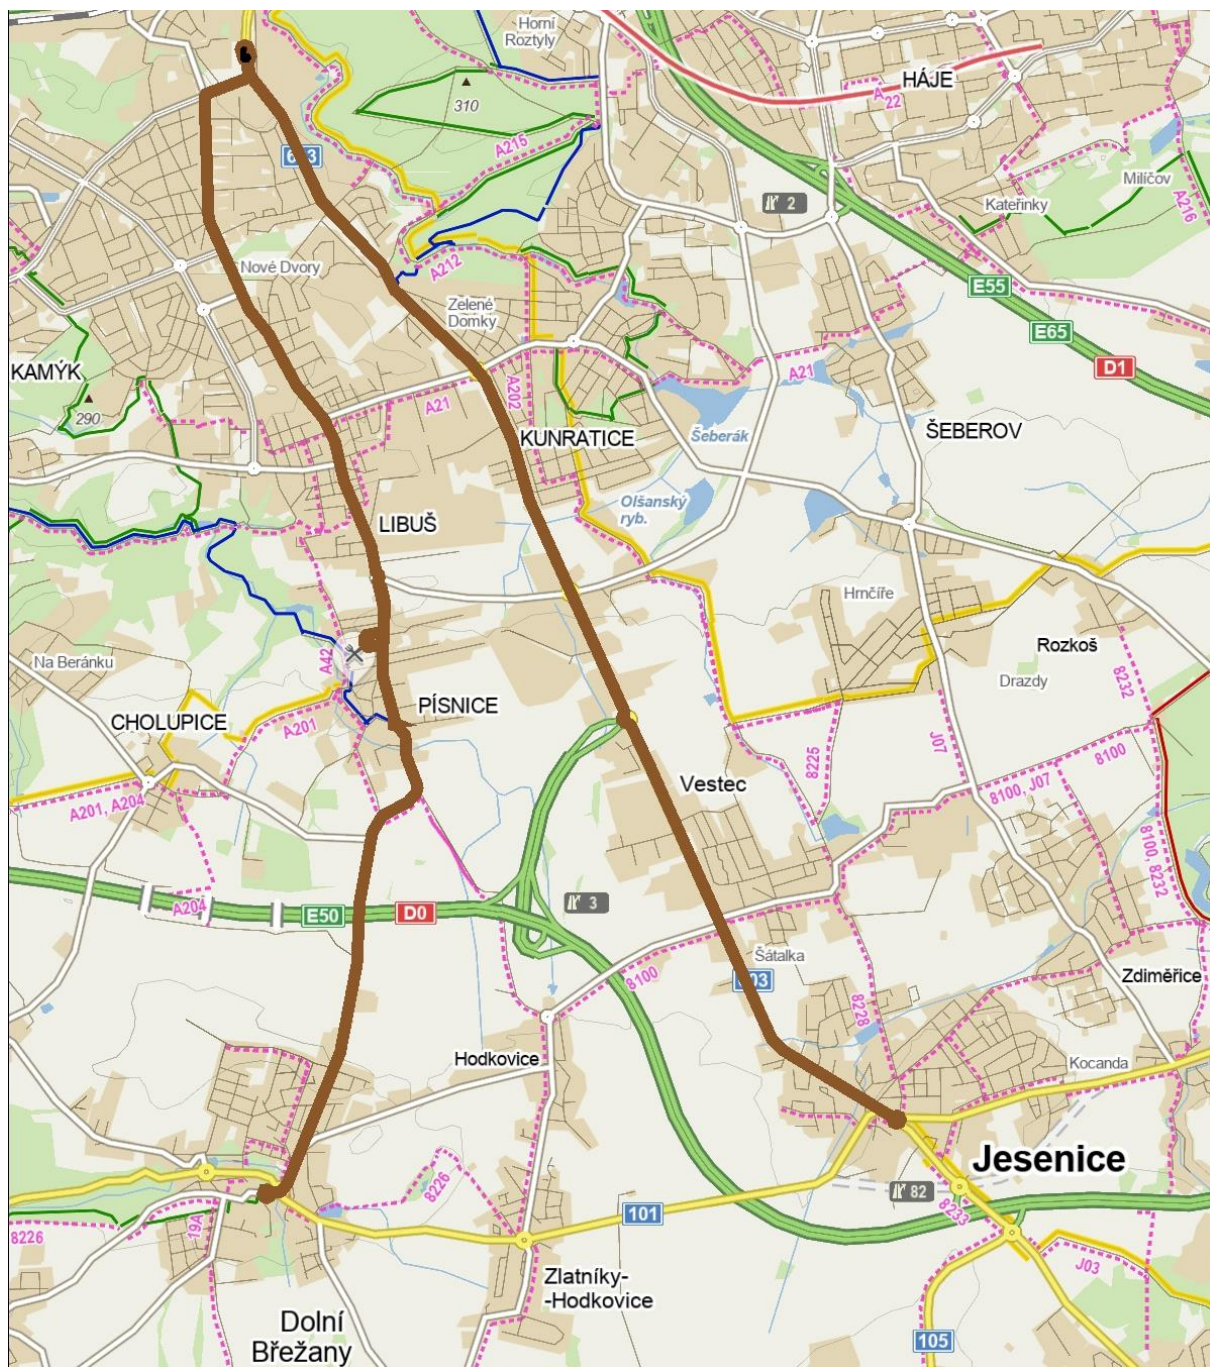 Horní
Roztyly
HÁJE
310
A 22
A215
2
Milíčov
A216
Kateřinky
Nové Dvory
A212
E55
Zelené
Domky
E65
D1
KAMÝK
A21
A202
A21
290
Šeberák
ŠEBEROV
KUNRATICE
Olšanský
ryb.
LIBUŠ
Hrnčíře
Na Beránku
A42
Rozkoš
Drazdy
8232
PÍSNICE
CHOLUPICE
A201
J07
8225
Vestec
8100
8100, J07
A201, A204
8100, 8232
A204
E50
D0
3
Šátalka
8100
Zdiměřice
8228
Hodkovice
Kocanda
Jesenice
8226
82
19A
101
8233
8226
J03
Zlatníky-
-Hodkovice
Dolní
Břežany
105